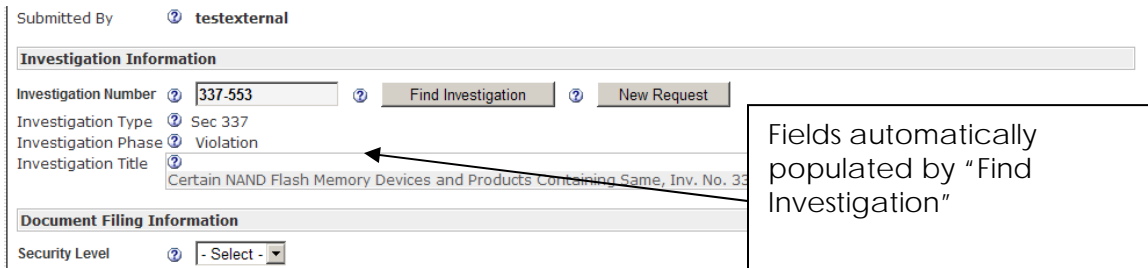 Submitted By testexternal
Investigation Information
Investigation Number 337-553 Find Investigation New Request
Investigation Type Sec 337
Investigation Phase Violation
Investigation Title
Certain NAND Flash Memory Devices and Products Containing Same, Inv. No. 33
Fields automatically
populated by “Find
Investigation”
Document Filing Information
Security Level - Select -